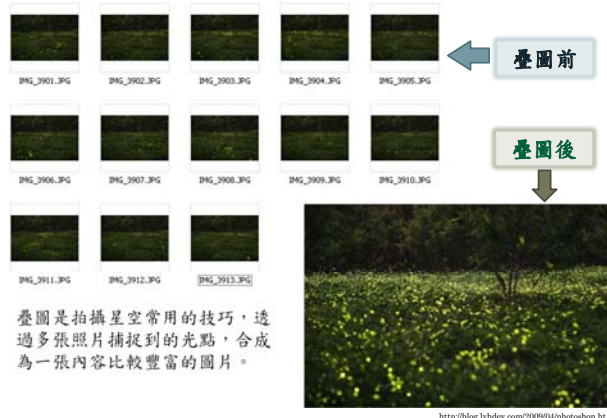 IMG_3901.JPG IMG_3902.JPG IMG_3903.JPG IMG_3904.JPG IMG_3905.JPG
疊圖前
IMG_3906.JPG IMG_3907.JPG IMG_3908.JPG IMG_3909.JPG IMG_3910.JPG
疊圖後
IMG_3911.JPG IMG_3912.JPG IMG_3913.JPG
疊圖是拍攝星空常用的技巧，透
過多張照片捕捉到的光點，合成
為一張內容比較豐富的圖片。
http://blog.lyhdev.com/2009/04/photoshop.ht